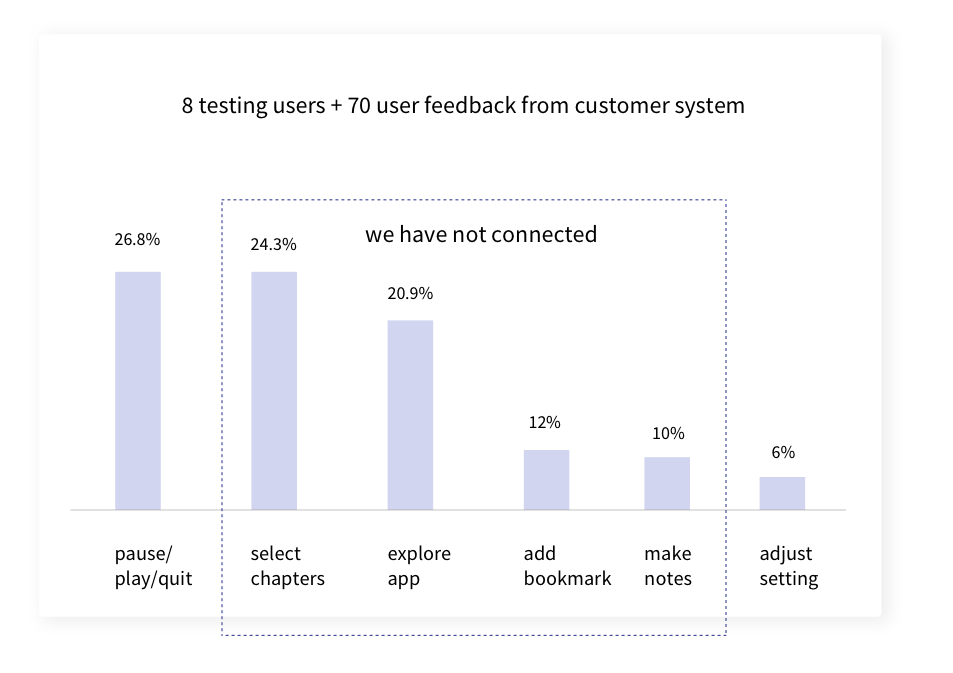 8 testing users + 70 user feedback from customer system
we have not connected
26.8%
24.3%
20.9%
12%
10%
6%
pause/
play/quit
select
chapters
explore
app
add
bookmark
make
notes
adjust
setting